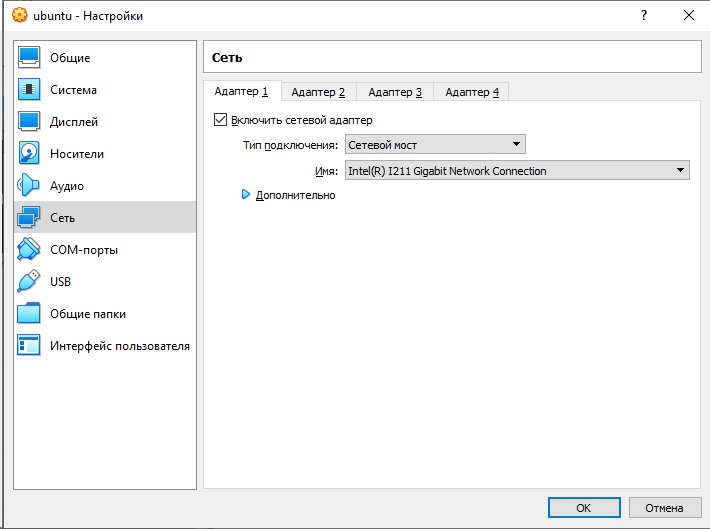 ubuntu - Настройки
?
Общие
Система
Дисплей
Носители
Аудио
Сеть
COM-порты
USB
Общие папки
Интерфейс пользователя
Сеть
Адаптер 1 Адаптер 2 Адаптер 3 Адаптер 4
Включить сетевой адаптер
Тип подключения: Сетевой мост
Имя: Intel(R) I211 Gigabit Network Connection
Дополнительно
OK Отмена